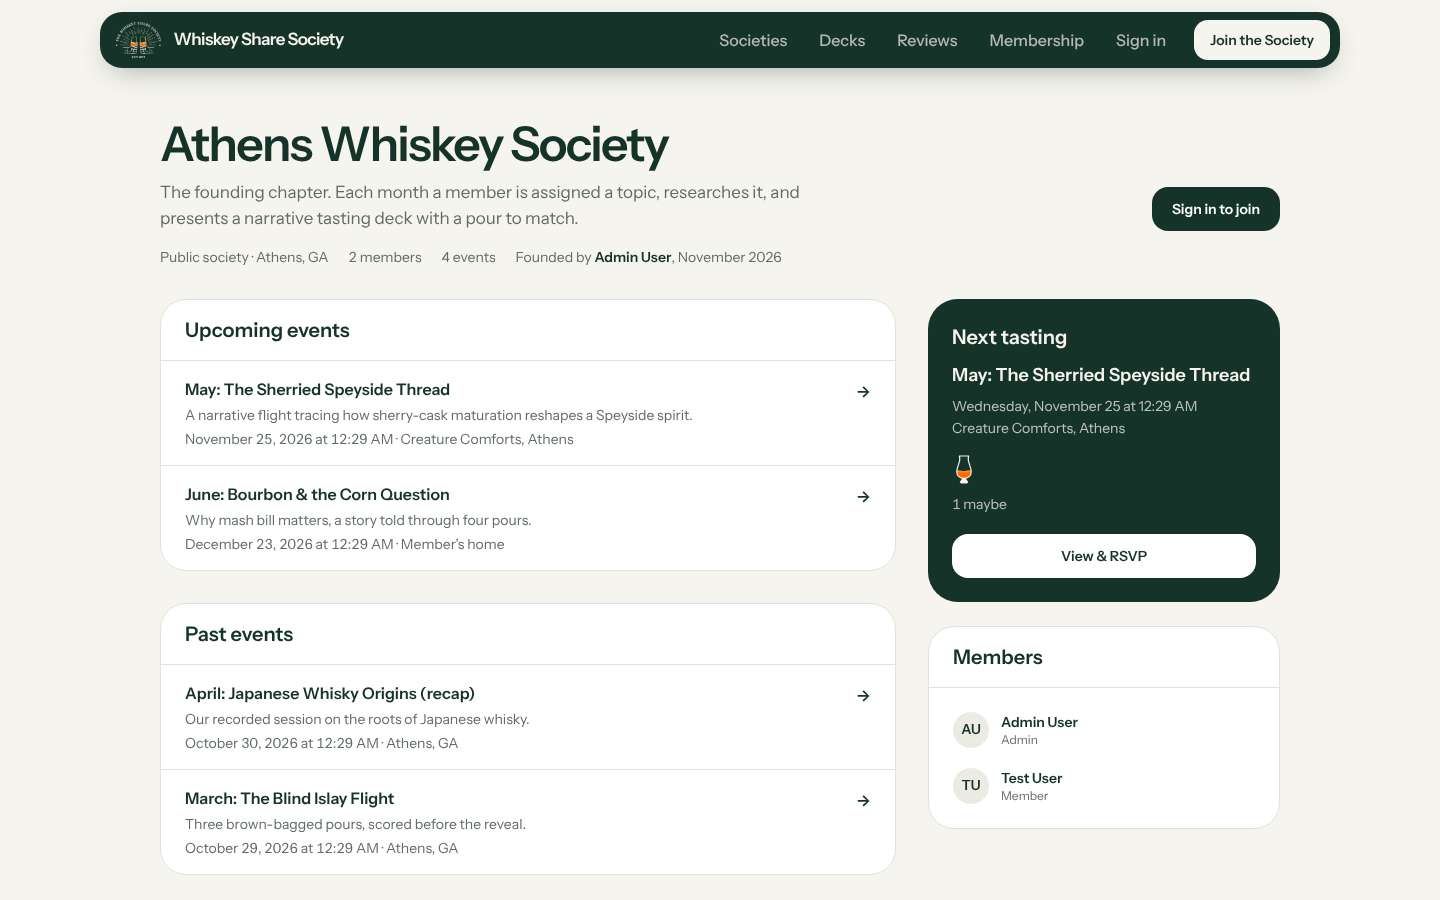 Whiskey Share Society
Societies
Decks
Reviews
Membership
Sign in
Join the Society
Athens Whiskey Society
The founding chapter. Each month a member is assigned a topic, researches it, and
presents a narrative tasting deck with a pour to match.
Sign in to join
Public society · Athens, GA
2 members
4 events
Founded by Admin User, November 2026
Upcoming events
May: The Sherried Speyside Thread
A narrative flight tracing how sherry-cask maturation reshapes a Speyside spirit.
November 25, 2026 at 12:29 AM · Creature Comforts, Athens
June: Bourbon & the Corn Question
Why mash bill matters, a story told through four pours.
December 23, 2026 at 12:29 AM · Member's home
Past events
April: Japanese Whisky Origins (recap)
Our recorded session on the roots of Japanese whisky.
October 30, 2026 at 12:29 AM · Athens, GA
March: The Blind Islay Flight
Three brown-bagged pours, scored before the reveal.
October 29, 2026 at 12:29 AM · Athens, GA
Next tasting
May: The Sherried Speyside Thread
Wednesday, November 25 at 12:29 AM
Creature Comforts, Athens
1 maybe
View & RSVP
Members
AU
Admin User
Admin
TU
Test User
Member